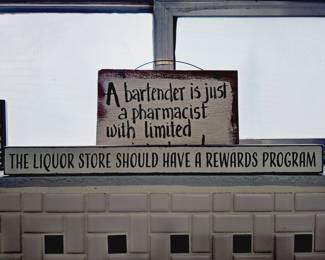 A bartender is just
a pharmacist
with limited
THE LIQUOR STORE SHOULD HAVE A REWARDS PROGRAM